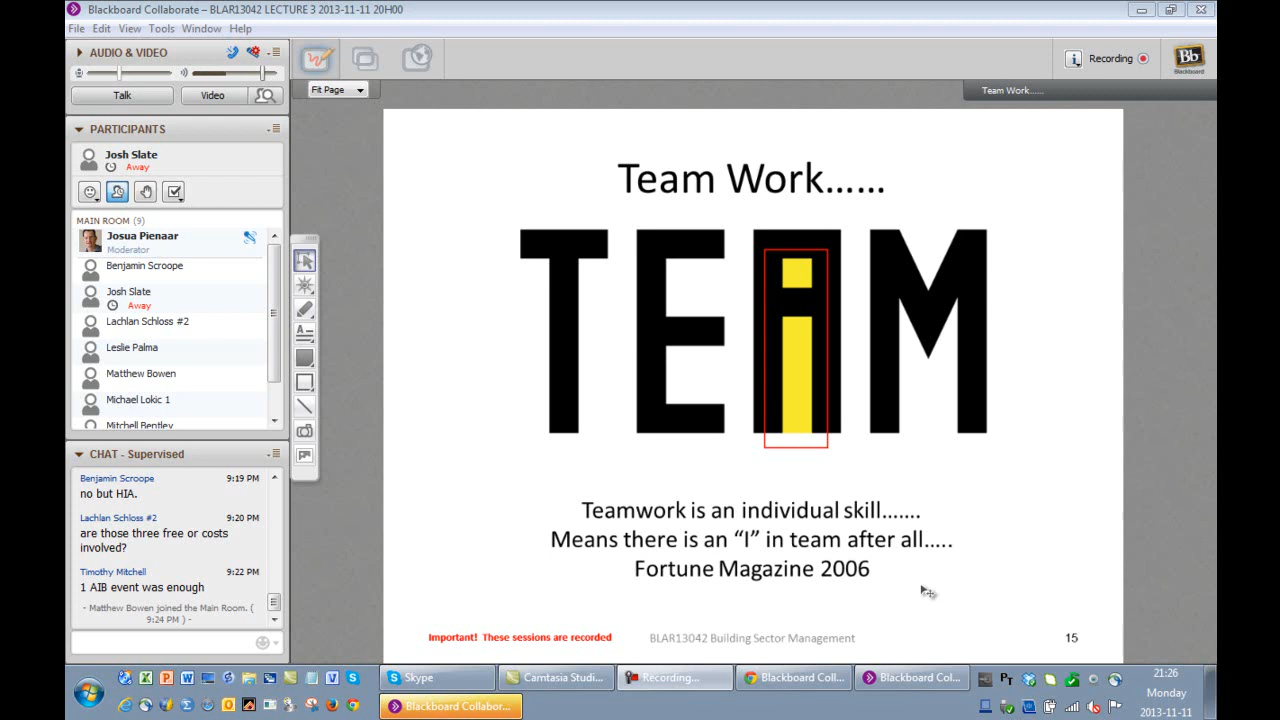 Blackboard Collaborate – BLAR13042 LECTURE 3 2013-11-11 20H00
File Edit View Tools Window Help
AUDIO & VIDEO
Talk Video
PARTICIPANTS
Josh Slate
Away
MAIN ROOM (9)
Josua Pienaar
Moderator
Benjamin Scroope
Josh Slate
Away
Lachlan Schloss #2
Leslie Palma
Matthew Bowen
Michael Lokic 1
Mitchell Bentley
CHAT - Supervised
Benjamin Scroope 9:19 PM
no but HIA.
Lachlan Schloss #2 9:20 PM
are those three free or costs
involved?
Timothy Mitchell 9:22 PM
1 AIB event was enough
- Matthew Bowen joined the Main Room. (
9:24 PM ) -
Recording
Bb
Blackboard
Fit Page
Team Work......
Team Work......
TEAM
Teamwork is an individual skill.......
Means there is an “I” in team after all.....
Fortune Magazine 2006
Important! These sessions are recorded
BLAR13042 Building Sector Management
15
Skype
Camtasia Studi...
Recording...
Blackboard Coll...
Blackboard Col...
Blackboard Collabor...
21:26
Monday
2013-11-11